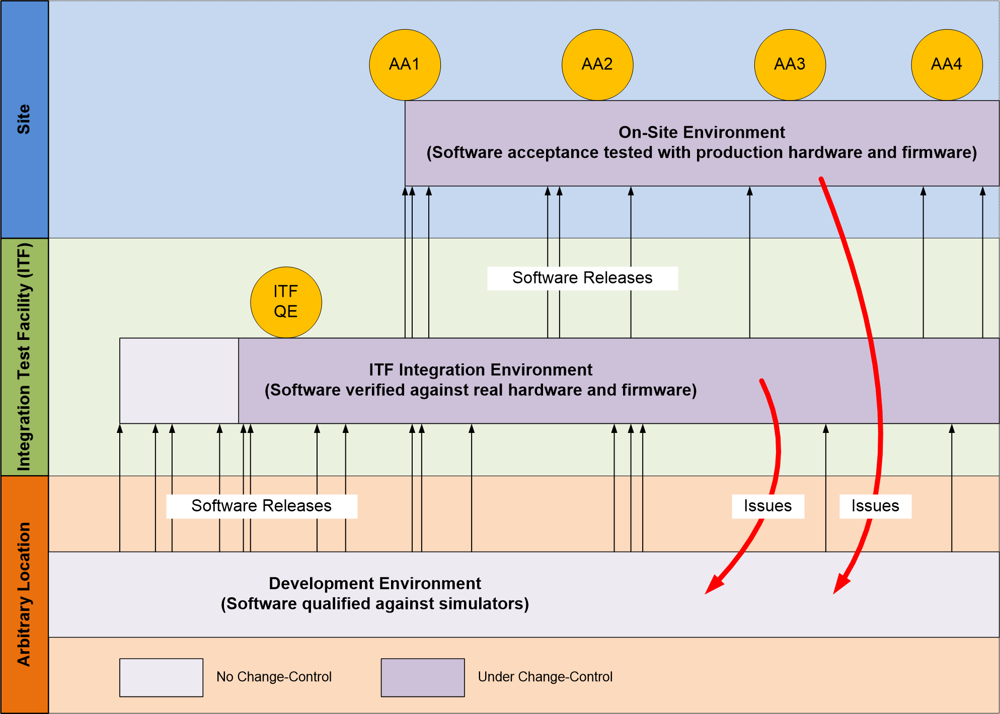 Site
AA1
AA2
AA3
AA4
On-Site Environment
(Software acceptance tested with production hardware and firmware)
Integration Test Facility (ITF)
Software Releases
ITF
QE
ITF Integration Environment
(Software verified against real hardware and firmware)
Arbitrary Location
Software Releases
Issues
Issues
Development Environment
(Software qualified against simulators)
No Change-Control
Under Change-Control